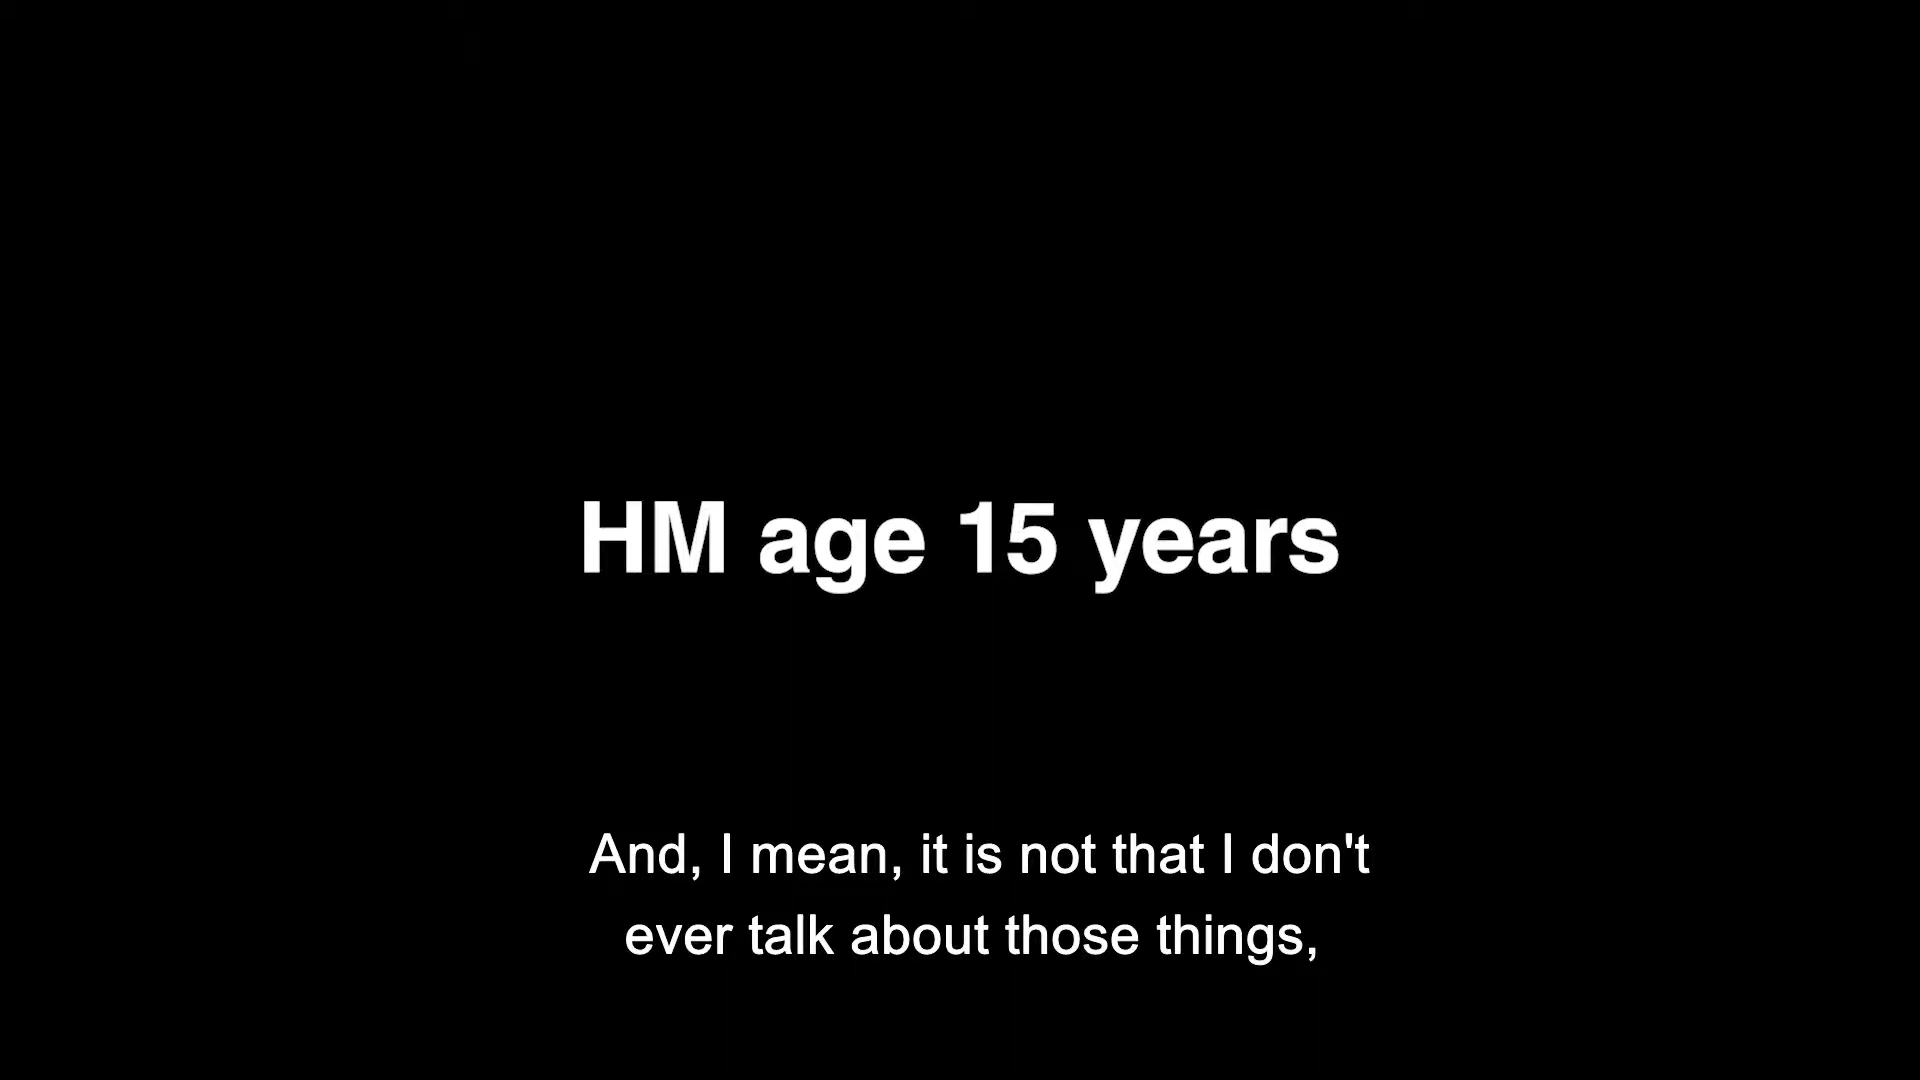 HM age 15 years
And, I mean, it is not that I don't
ever talk about those things,